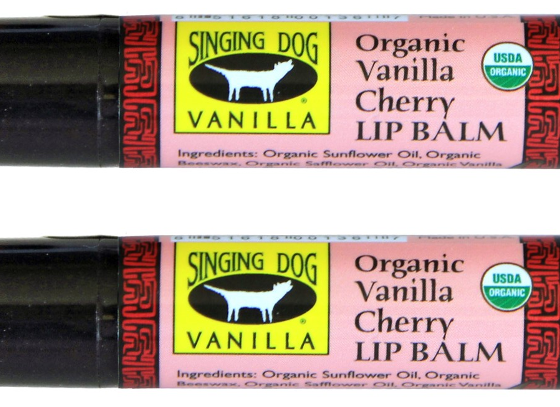 Made in U.S.A.
SINGING DOG
VANILLA
®
Organic
Vanilla
Cherry
LIP BALM
USDA
ORGANIC
Ingredients: Organic Sunflower Oil, Organic
Beeswax, Organic Safflower Oil, Organic Vanilla
SINGING DOG
VANILLA
®
Organic
Vanilla
Cherry
LIP BALM
USDA
ORGANIC
Ingredients: Organic Sunflower Oil, Organic
Beeswax, Organic Safflower Oil, Organic Vanilla